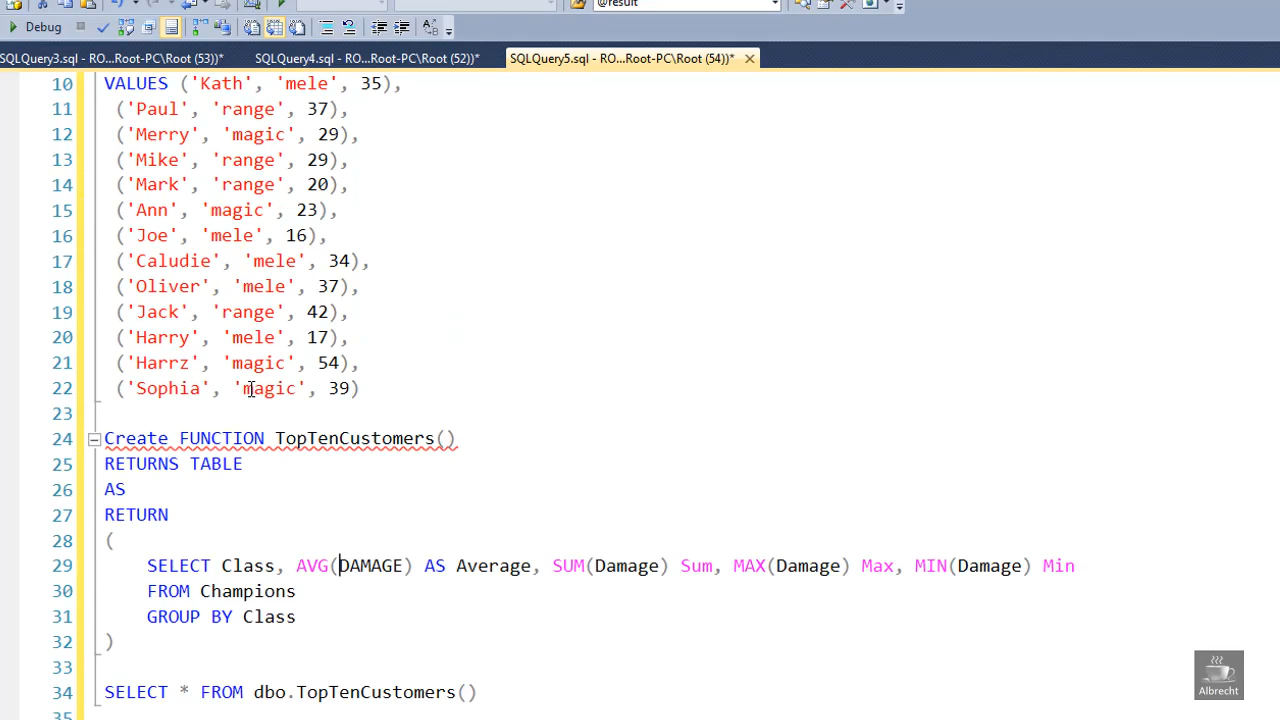 @result
Debug
SQLQuery3.sql - RO...Root-PC\Root (53))* SQLQuery4.sql - RO...Root-PC\Root (52))* SQLQuery5.sql - RO...Root-PC\Root (54))*
10 VALUES ('Kath', 'mele', 35),
11 ('Paul', 'range', 37),
12 ('Merry', 'magic', 29),
13 ('Mike', 'range', 29),
14 ('Mark', 'range', 20),
15 ('Ann', 'magic', 23),
16 ('Joe', 'mele', 16),
17 ('Caludie', 'mele', 34),
18 ('Oliver', 'mele', 37),
19 ('Jack', 'range', 42),
20 ('Harry', 'mele', 17),
21 ('Harrz', 'magic', 54),
22 ('Sophia', 'magic', 39)
23
24 Create FUNCTION TopTenCustomers()
25 RETURNS TABLE
26 AS
27 RETURN
28 (
29 SELECT Class, AVG(DAMAGE) AS Average, SUM(Damage) Sum, MAX(Damage) Max, MIN(Damage) Min
30 FROM Champions
31 GROUP BY Class
32 )
33
34 SELECT * FROM dbo.TopTenCustomers()
35
Albrecht